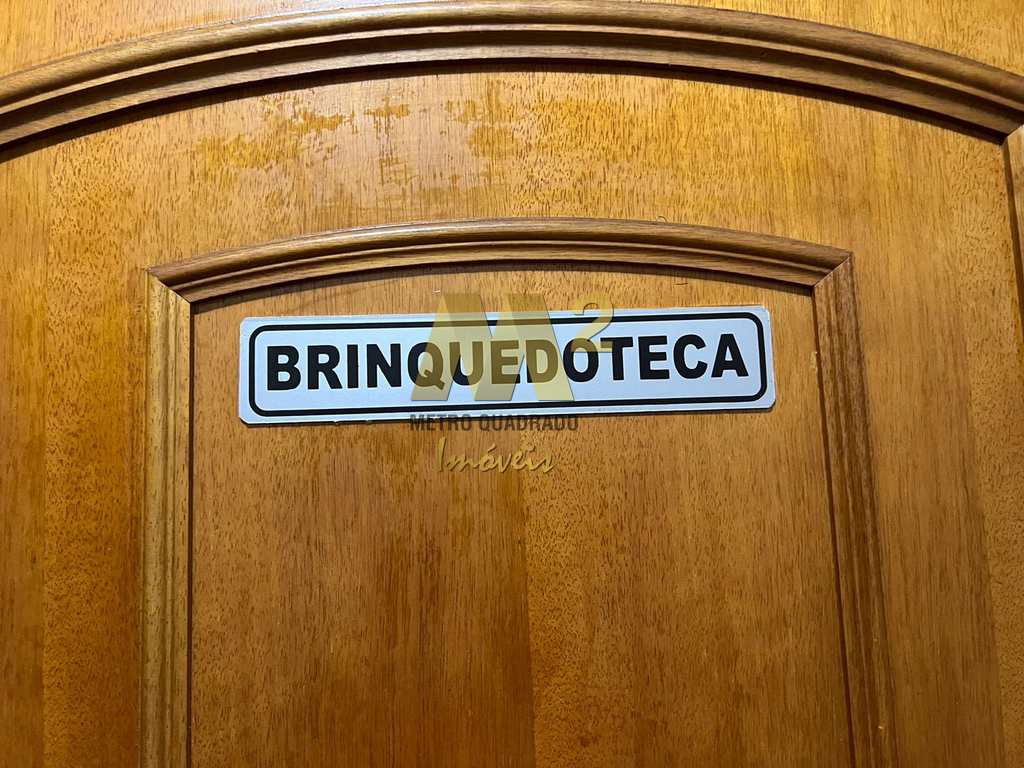 BRINQUEDOTECA
M2
METRO QUADRADO
Imóveis